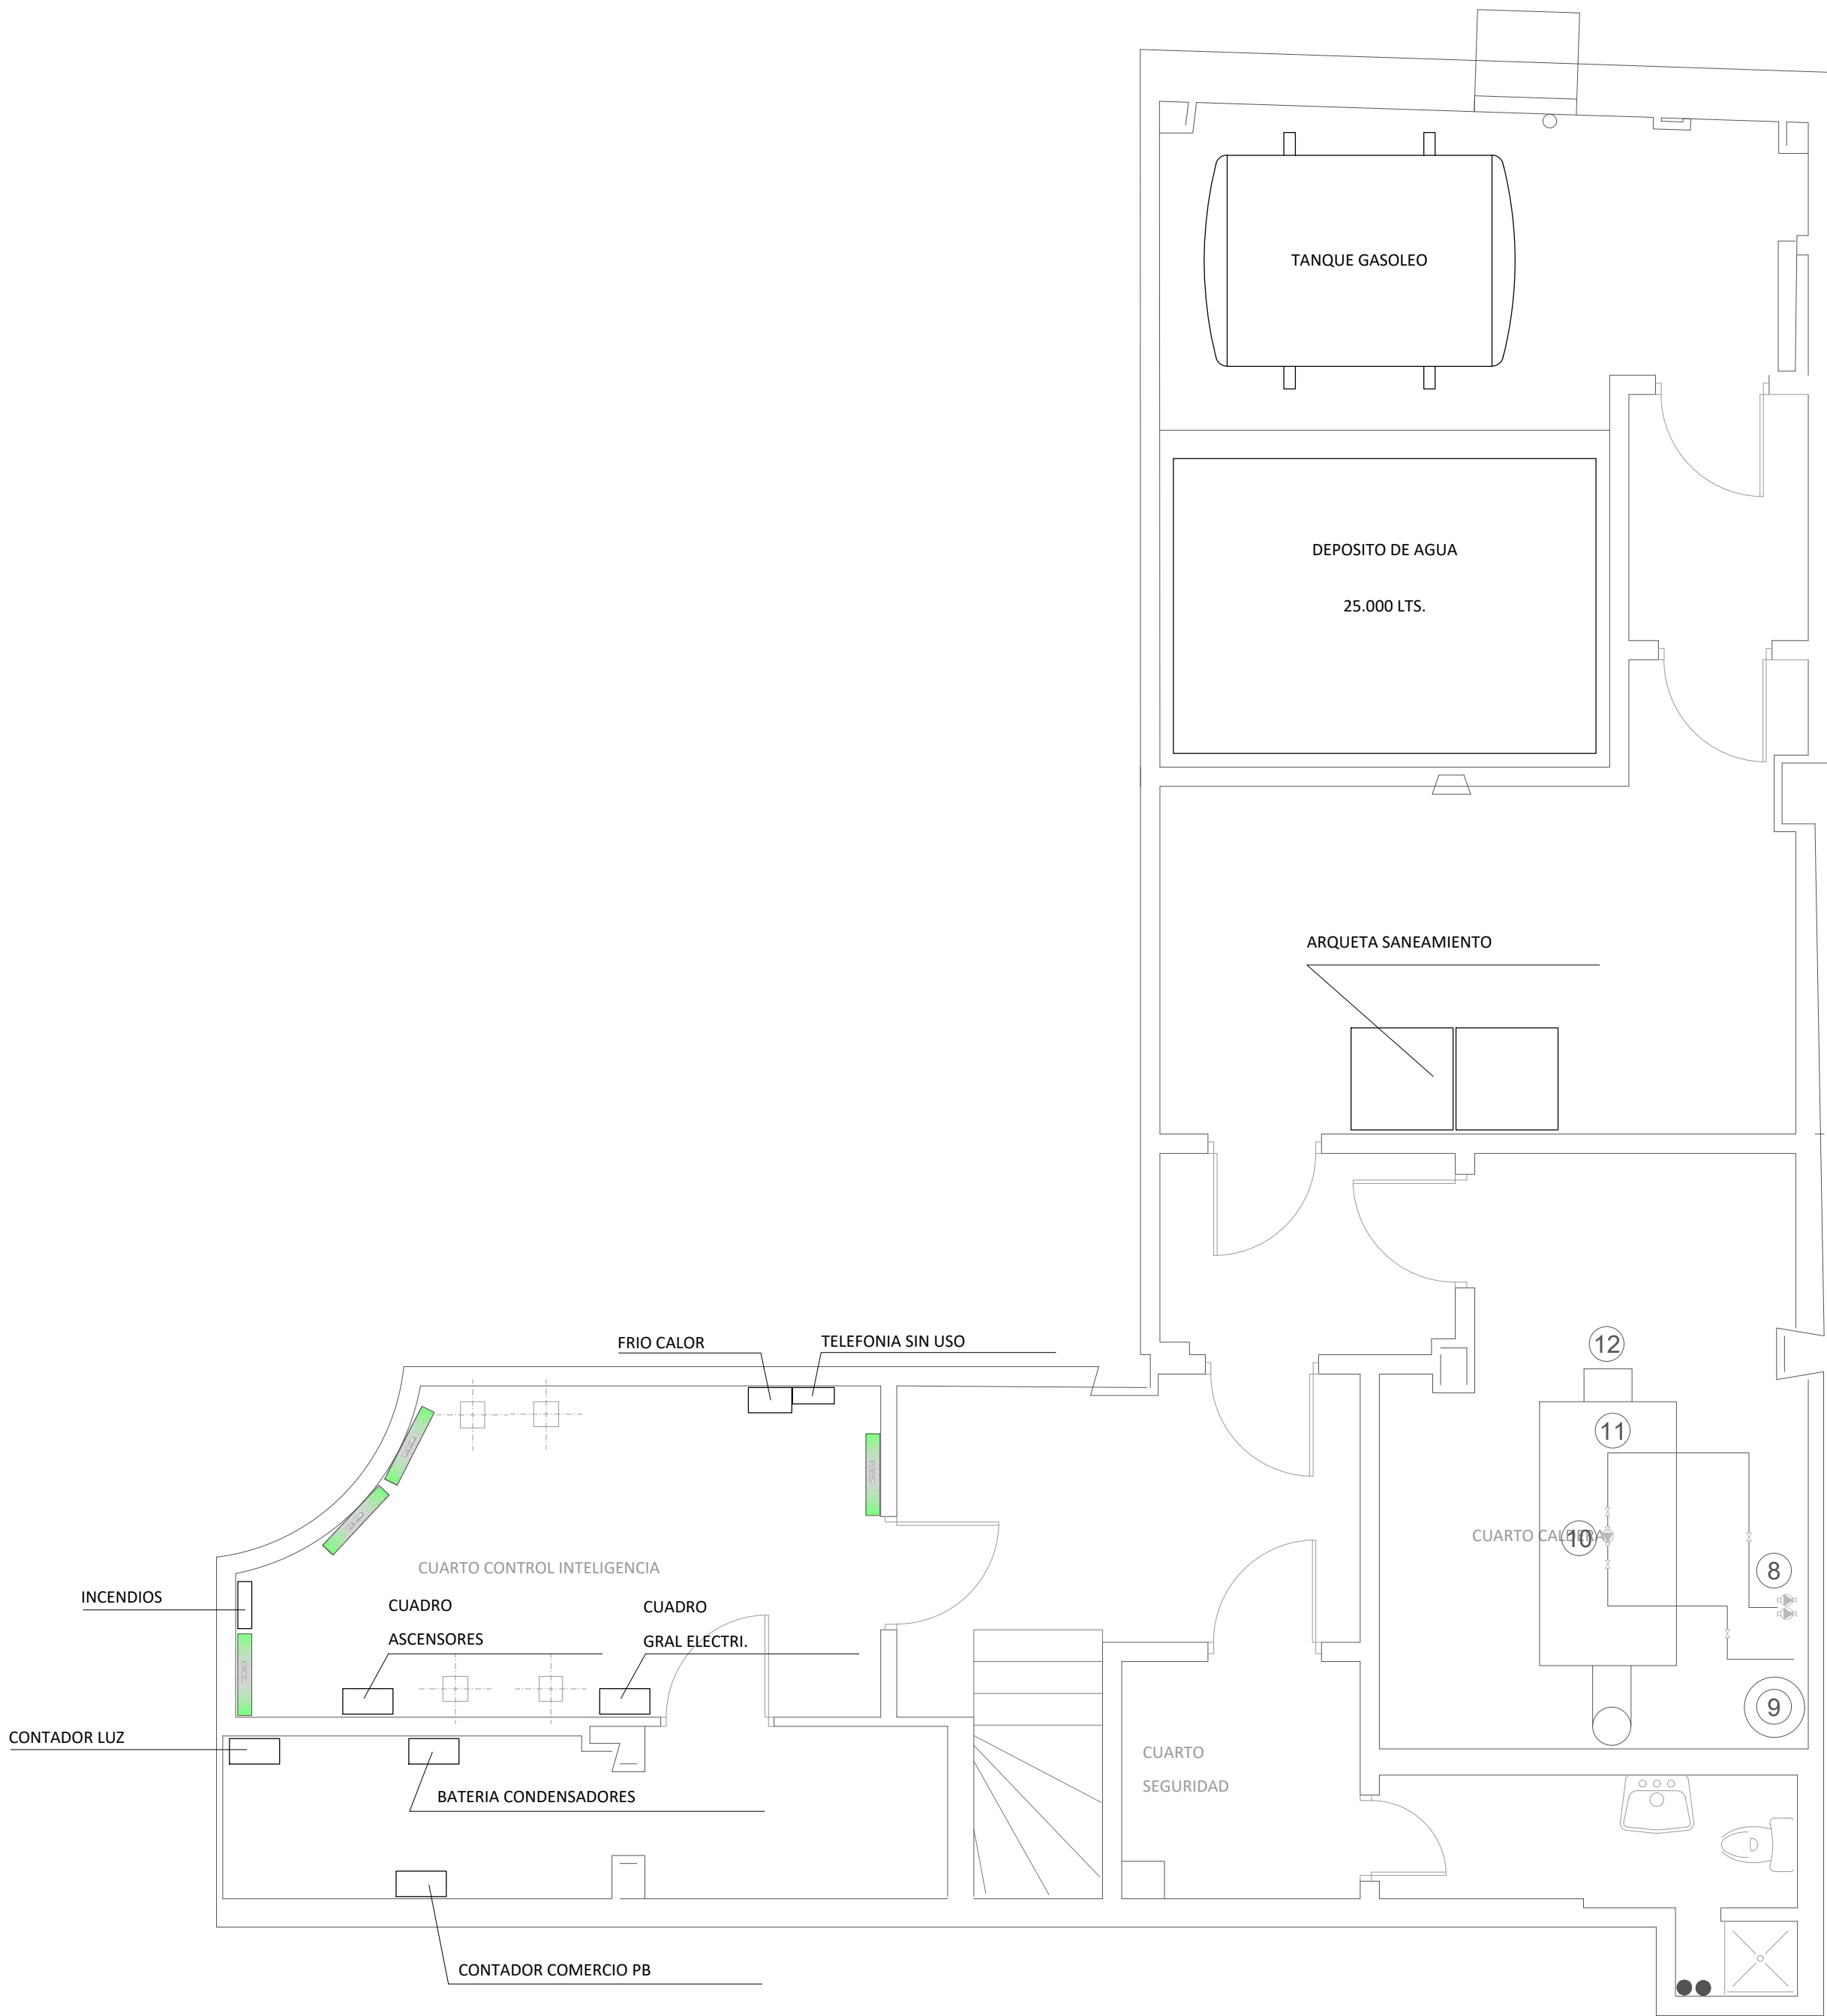 TANQUE GASOLEO
DEPOSITO DE AGUA
25.000 LTS.
ARQUETA SANEAMIENTO
FRIO CALOR
TELEFONIA SIN USO
12
11
CUARTO CALDERA
10
8
9
CUARTO CONTROL INTELIGENCIA
INCENDIOS
CUADRO
ASCENSORES
CUADRO
GRAL ELECTRI.
CONTADOR LUZ
BATERIA CONDENSADORES
CUARTO
SEGURIDAD
CONTADOR COMERCIO PB